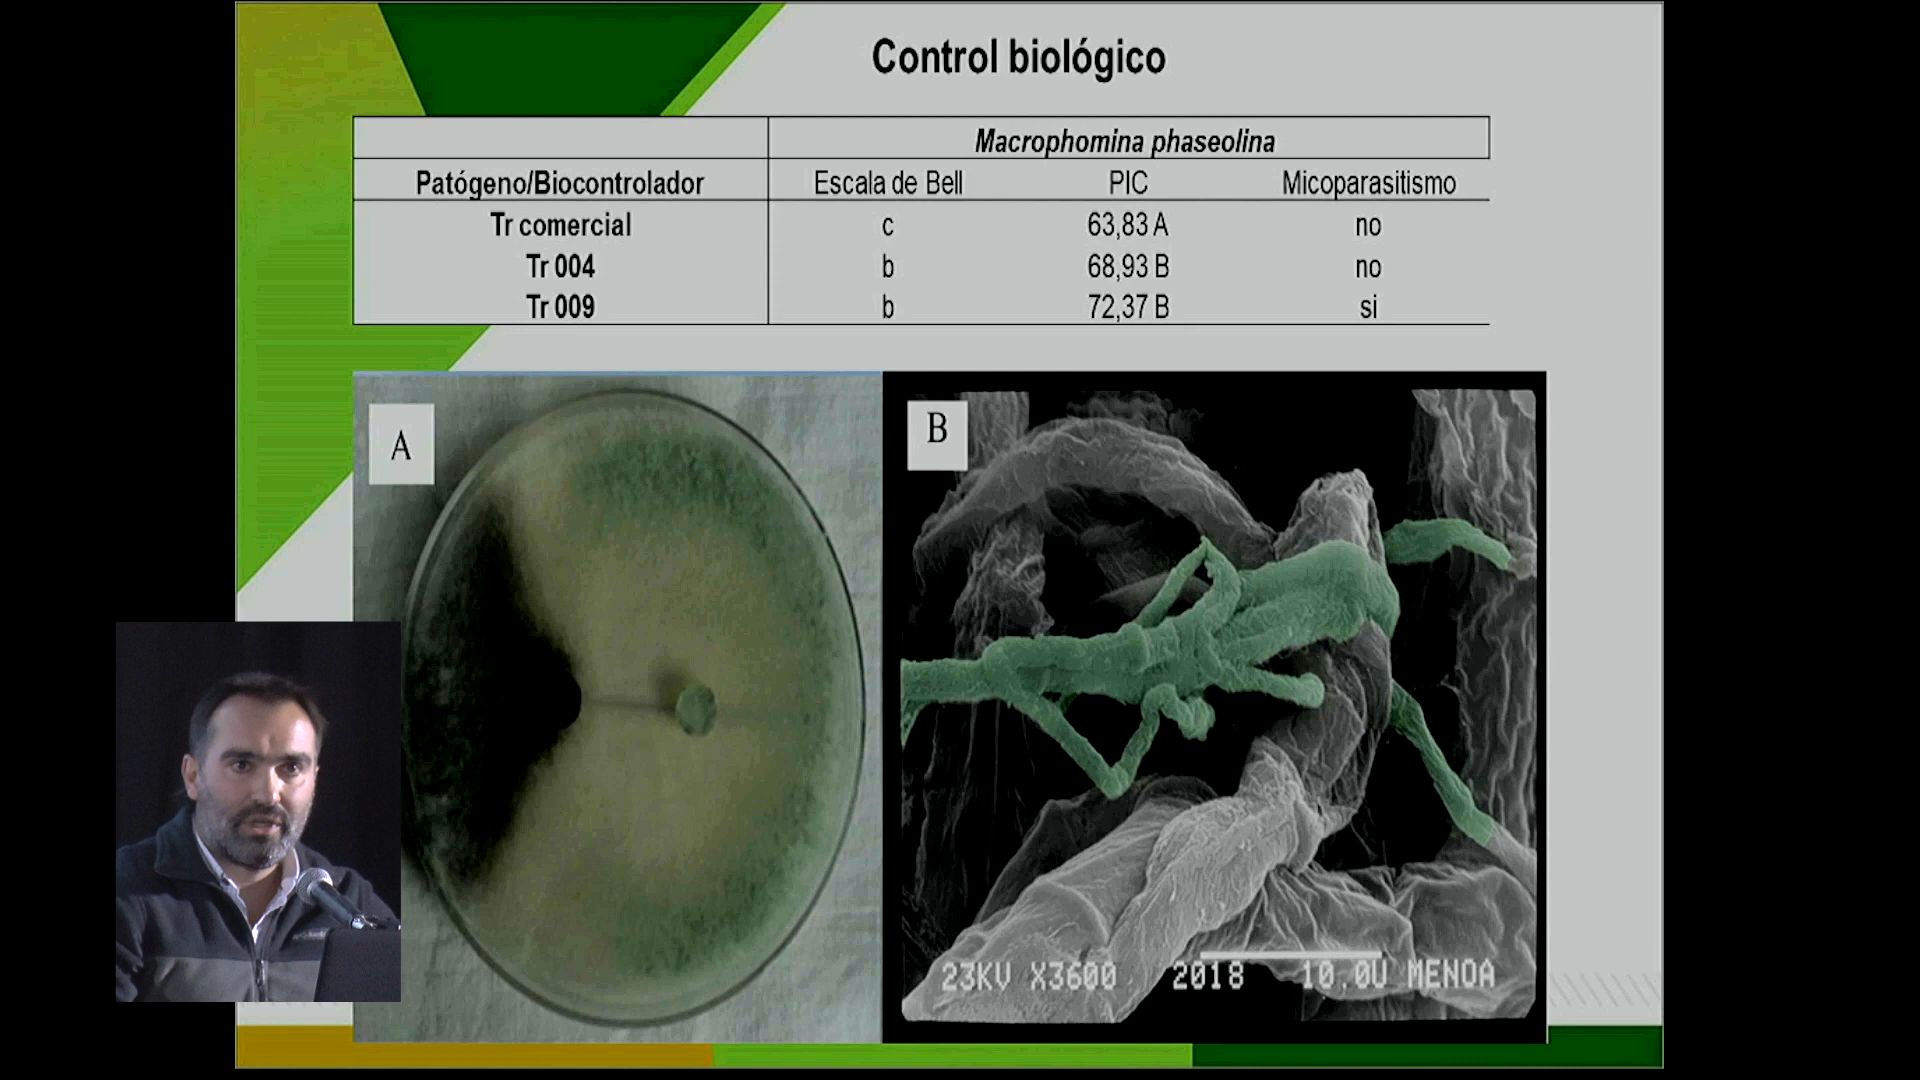 Control biológico
Macrophomina phaseolina
Patógeno/Biocontrolador Escala de Bell PIC Micoparasitismo
Tr comercial c 63,83 A no
Tr 004 b 68,93 B no
Tr 009 b 72,37 B si
A
B
23KV X3600 2018 10.0U MENOA